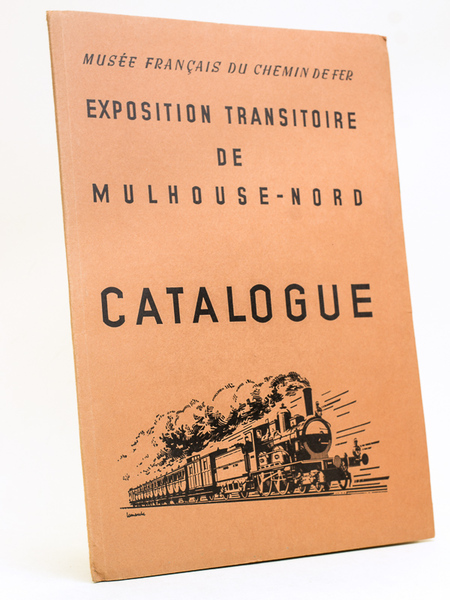 MUSÉE FRANÇAIS DU CHEMIN DE FER
EXPOSITION TRANSITOIRE
DE
MULHOUSE-NORD
CATALOGUE